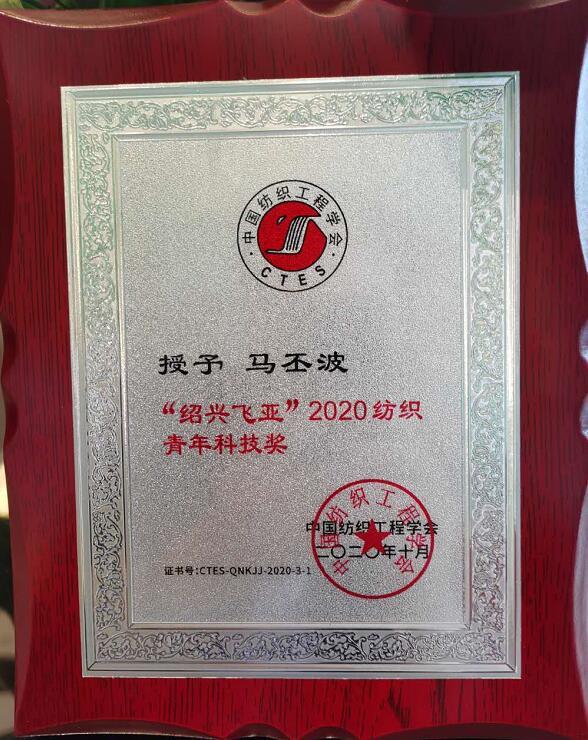 中国纺织工程学会
CTES
授予 马丕波
“绍兴飞亚”2020纺织
青年科技奖
中国纺织工程学会
二〇二〇年十月
中国纺织工程学会
证书号:CTES-QNKJJ-2020-3-1